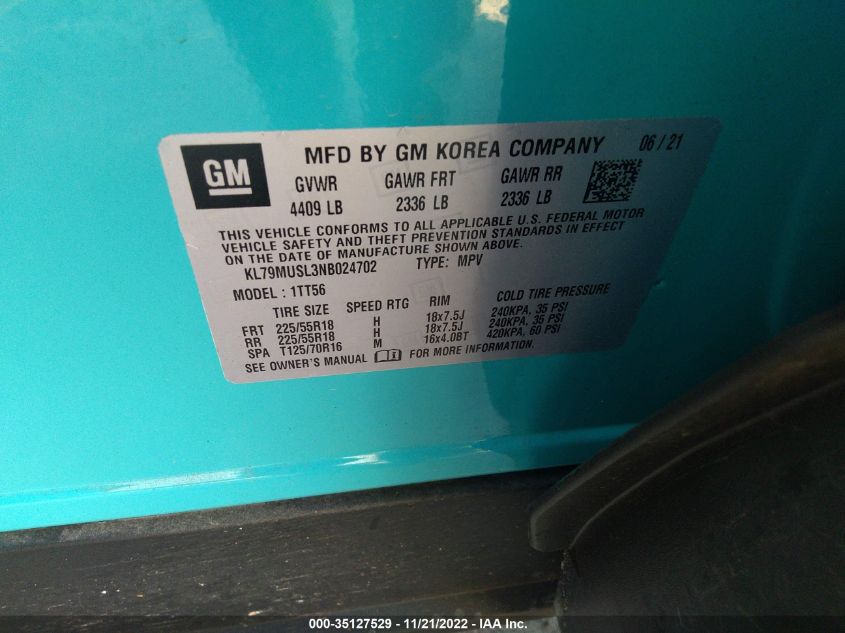 GM
MFD BY GM KOREA COMPANY 06 / 21
GVWR GAWR FRT GAWR RR
4409 LB 2336 LB 2336 LB
THIS VEHICLE CONFORMS TO ALL APPLICABLE U.S. FEDERAL MOTOR
VEHICLE SAFETY AND THEFT PREVENTION STANDARDS IN EFFECT
ON THE DATE OF MANUFACTURE SHOWN ABOVE.
KL79MUSL3NB024702 TYPE: MPV
MODEL : 1TT56
TIRE SIZE SPEED RTG RIM COLD TIRE PRESSURE
FRT 225/55R18 H 18x7.5J 240KPA, 35 PSI
RR 225/55R18 H 18x7.5J 240KPA, 35 PSI
SPA T125/70R16 M 16x4.0BT 420KPA, 60 PSI
SEE OWNER'S MANUAL FOR MORE INFORMATION.
000-35127529 - 11/21/2022 - IAA Inc.